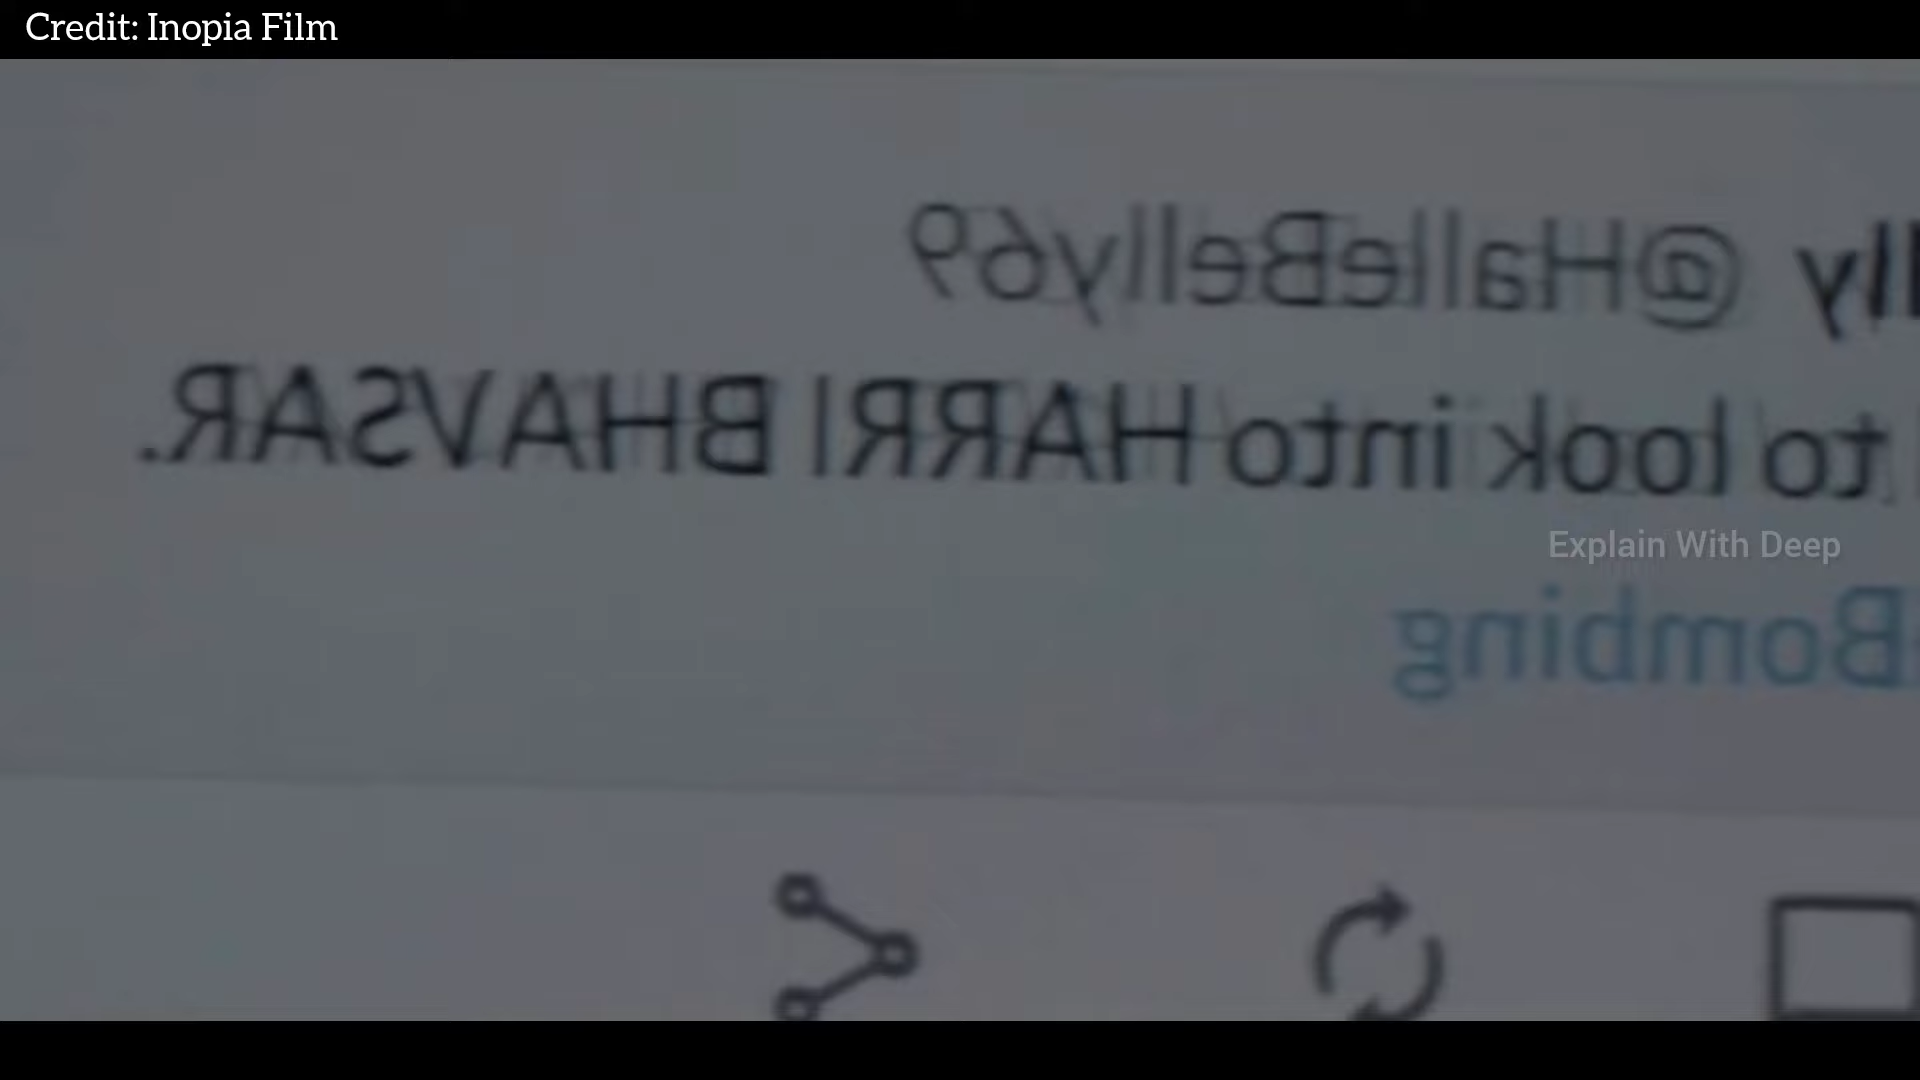 Credit: Inopia Film
lly @HalleBelly69
to look into HARRI BHAVSAR.
Explain With Deep
Bombing